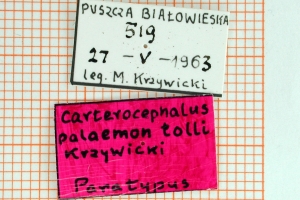 PUSZCZA BIAŁOWIESKA
519
27 - V - 1963
leg. M. Krzywicki
Carterocephalus
palaemon tolli
Krzywicki
Paratypus